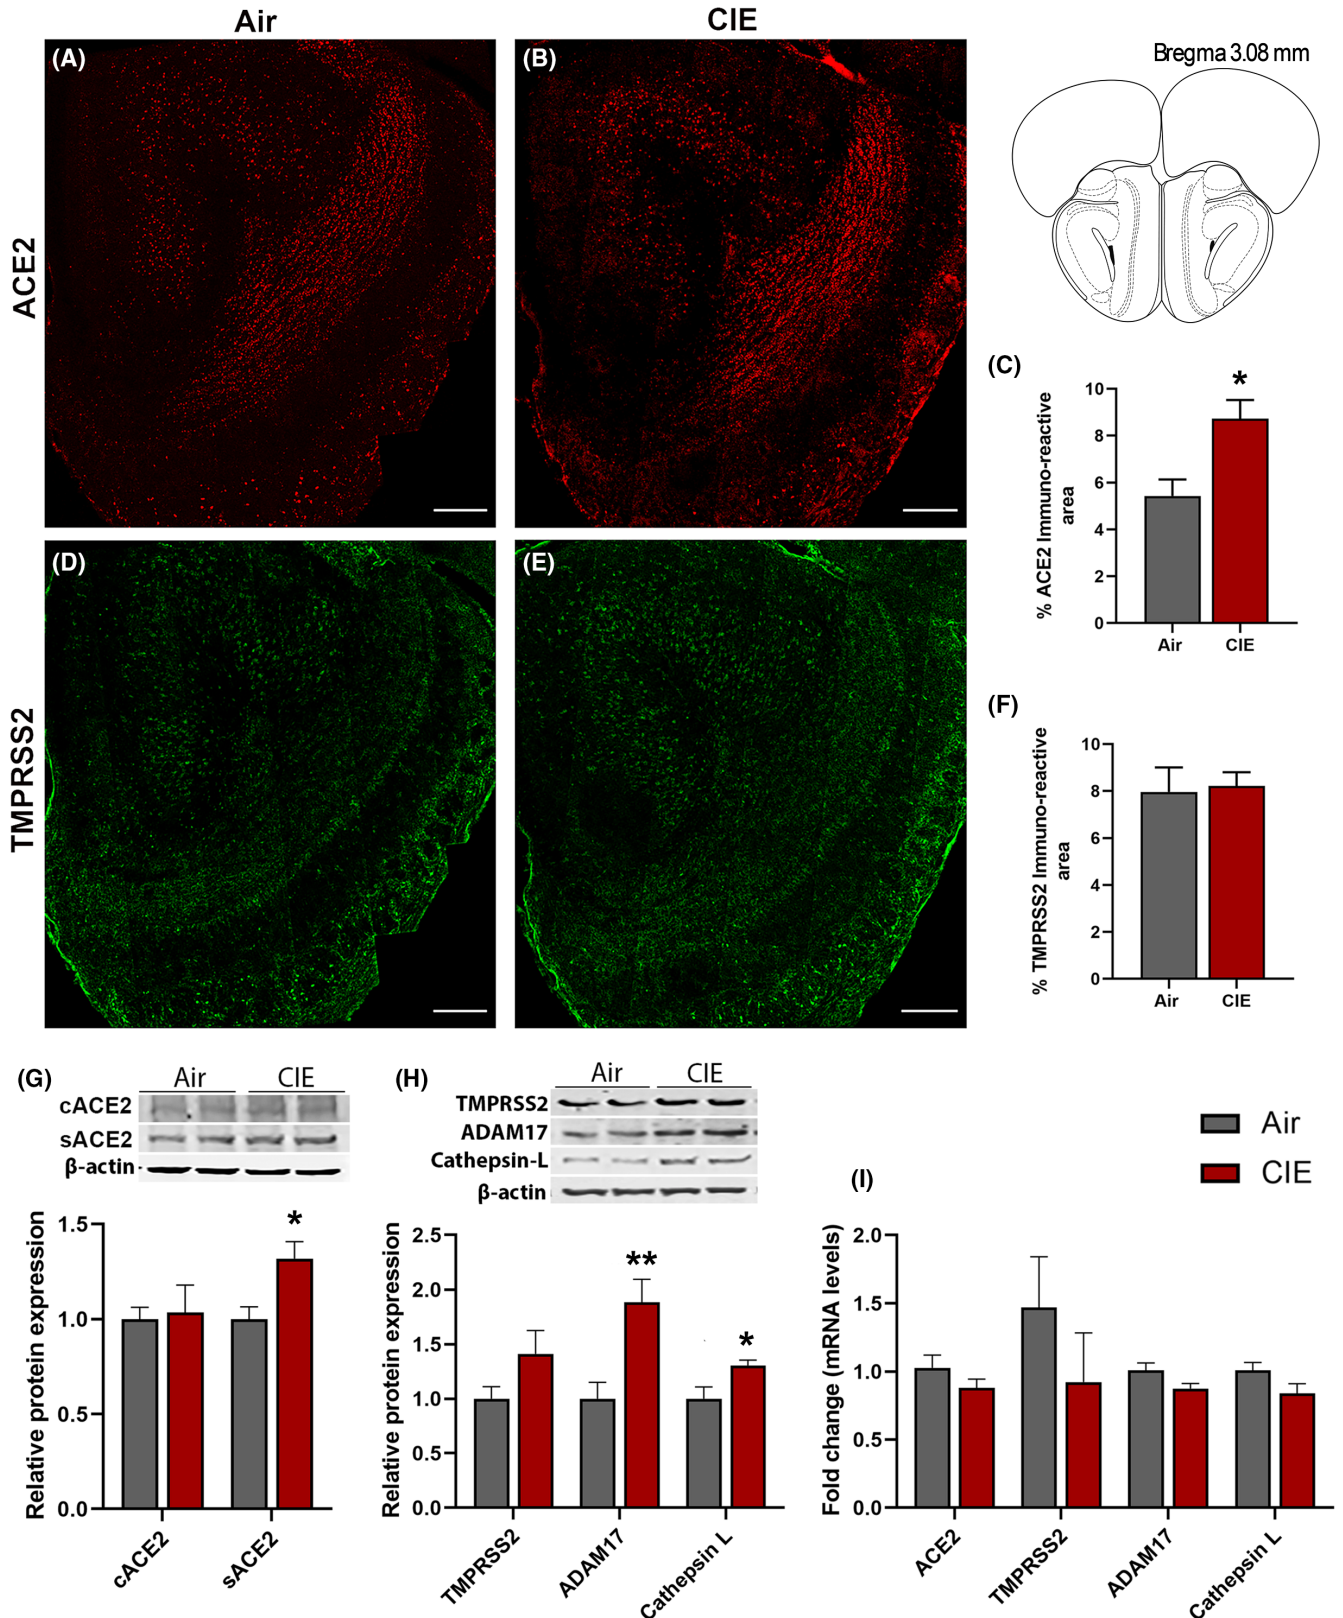 Air
CIE
Bregma 3.08 mm
ACE2
(A)
(B)
(C)
% ACE2 Immuno-reactive
area
10
8
6
4
2
0
*
Air
CIE
TMPRSS2
(D)
(E)
(F)
% TMPRSS2 Immuno-reactive
area
10
8
6
4
2
0
Air
CIE
(G)
Air
CIE
cACE2
sACE2
β-actin
Relative protein expression
1.5
1.0
0.5
0.0
*
cACE2
sACE2
(H)
Air
CIE
TMPRSS2
ADAM17
Cathepsin-L
β-actin
Relative protein expression
2.5
2.0
1.5
1.0
0.5
0.0
**
*
TMPRSS2
ADAM17
Cathepsin L
Air
CIE
(I)
Fold change (mRNA levels)
2.0
1.5
1.0
0.5
0.0
ACE2
TMPRSS2
ADAM17
Cathepsin L